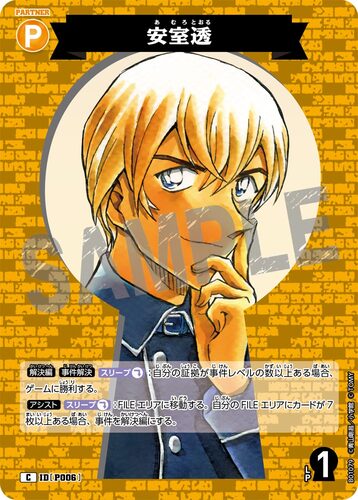 PARTNER
P
あむろとおる
安室透
SAMPLE
解決編 事件解決 スリープ :自分の証拠が事件レベルの数以上ある場合、
ゲームに勝利する。
アシスト スリープ :FILEエリアに移動する。自分のFILEエリアにカードが7
枚以上ある場合、事件を解決編にする。
C ID[P006]
LP 1